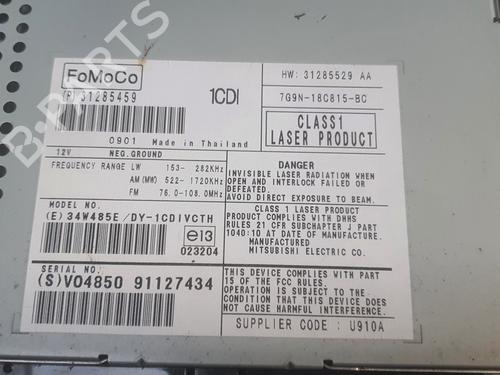 FoMoCo
(P) 31285459
1CDI
HW: 31285529 AA
7G9N-18C815-BC
CLASS1
LASER PRODUCT
0901 Made in Thailand
12V NEG.GROUND
FREQUENCY RANGE LW 153- 282KHz
AM (MW) 522- 1720KHz
FM 76.0-108.0MHz
DANGER
INVISIBLE LASER RADIATION WHEN
OPEN AND INTERLOCK FAILED OR
DEFEATED.
AVOID DIRECT EXPOSURE TO BEAM.
MODEL NO.
(E) 34W485E/DY-1CDIVCTH
e13
023204
CLASS 1 LASER PRODUCT
PRODUCT COMPLIES WITH DHHS
RULES 21 CFR SUBCHAPTER J PART
1040:10 AT DATE OF MANUFACTURE.
MANUFACTURED
MITSUBISHI ELECTRIC CO.
SERIAL NO.
(S)V04850 91127434
THIS DEVICE COMPLIES WITH PART
15 OF THE FCC RULES.
OPERATION IS SUBJECT TO THE
CONDITION THAT THIS DEVICE DOES
NOT CAUSE HARMFUL INTERFERENCE.
SUPPLIER CODE : U910A
B-PARTS